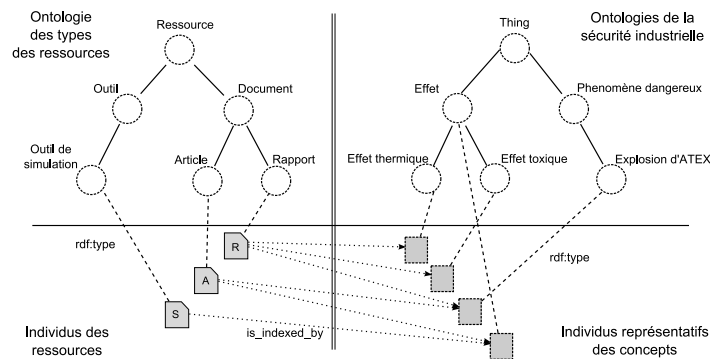 Ontologie
des types
des ressources
Ressource
Outil
Document
Outil de
simulation
Article
Rapport
Thing
Ontologies de la
sécurité industrielle
Effet
Phenomène dangereux
Effet thermique
Effet toxique
Explosion d'ATEX
rdf:type
R
A
S
is_indexed_by
rdf:type
Individus des
ressources
Individus représentatifs
des concepts